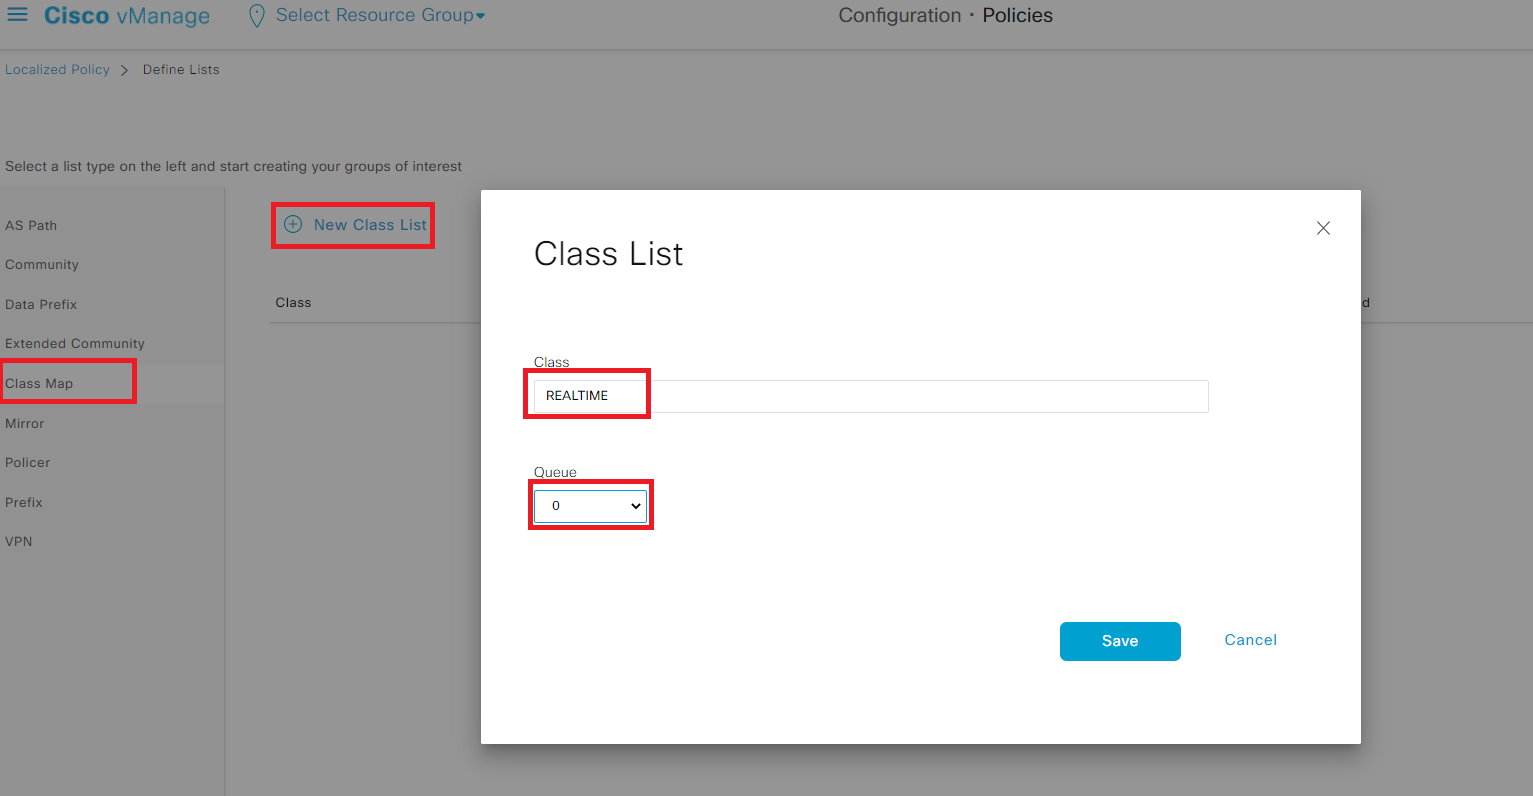 Cisco vManage
Select Resource Group
Configuration · Policies
Localized Policy > Define Lists
Select a list type on the left and start creating your groups of interest
AS Path
Community
Data Prefix
Extended Community
Class Map
Mirror
Policer
Prefix
VPN
New Class List
Class
d
Class List
Class
REALTIME
Queue
0
Save
Cancel